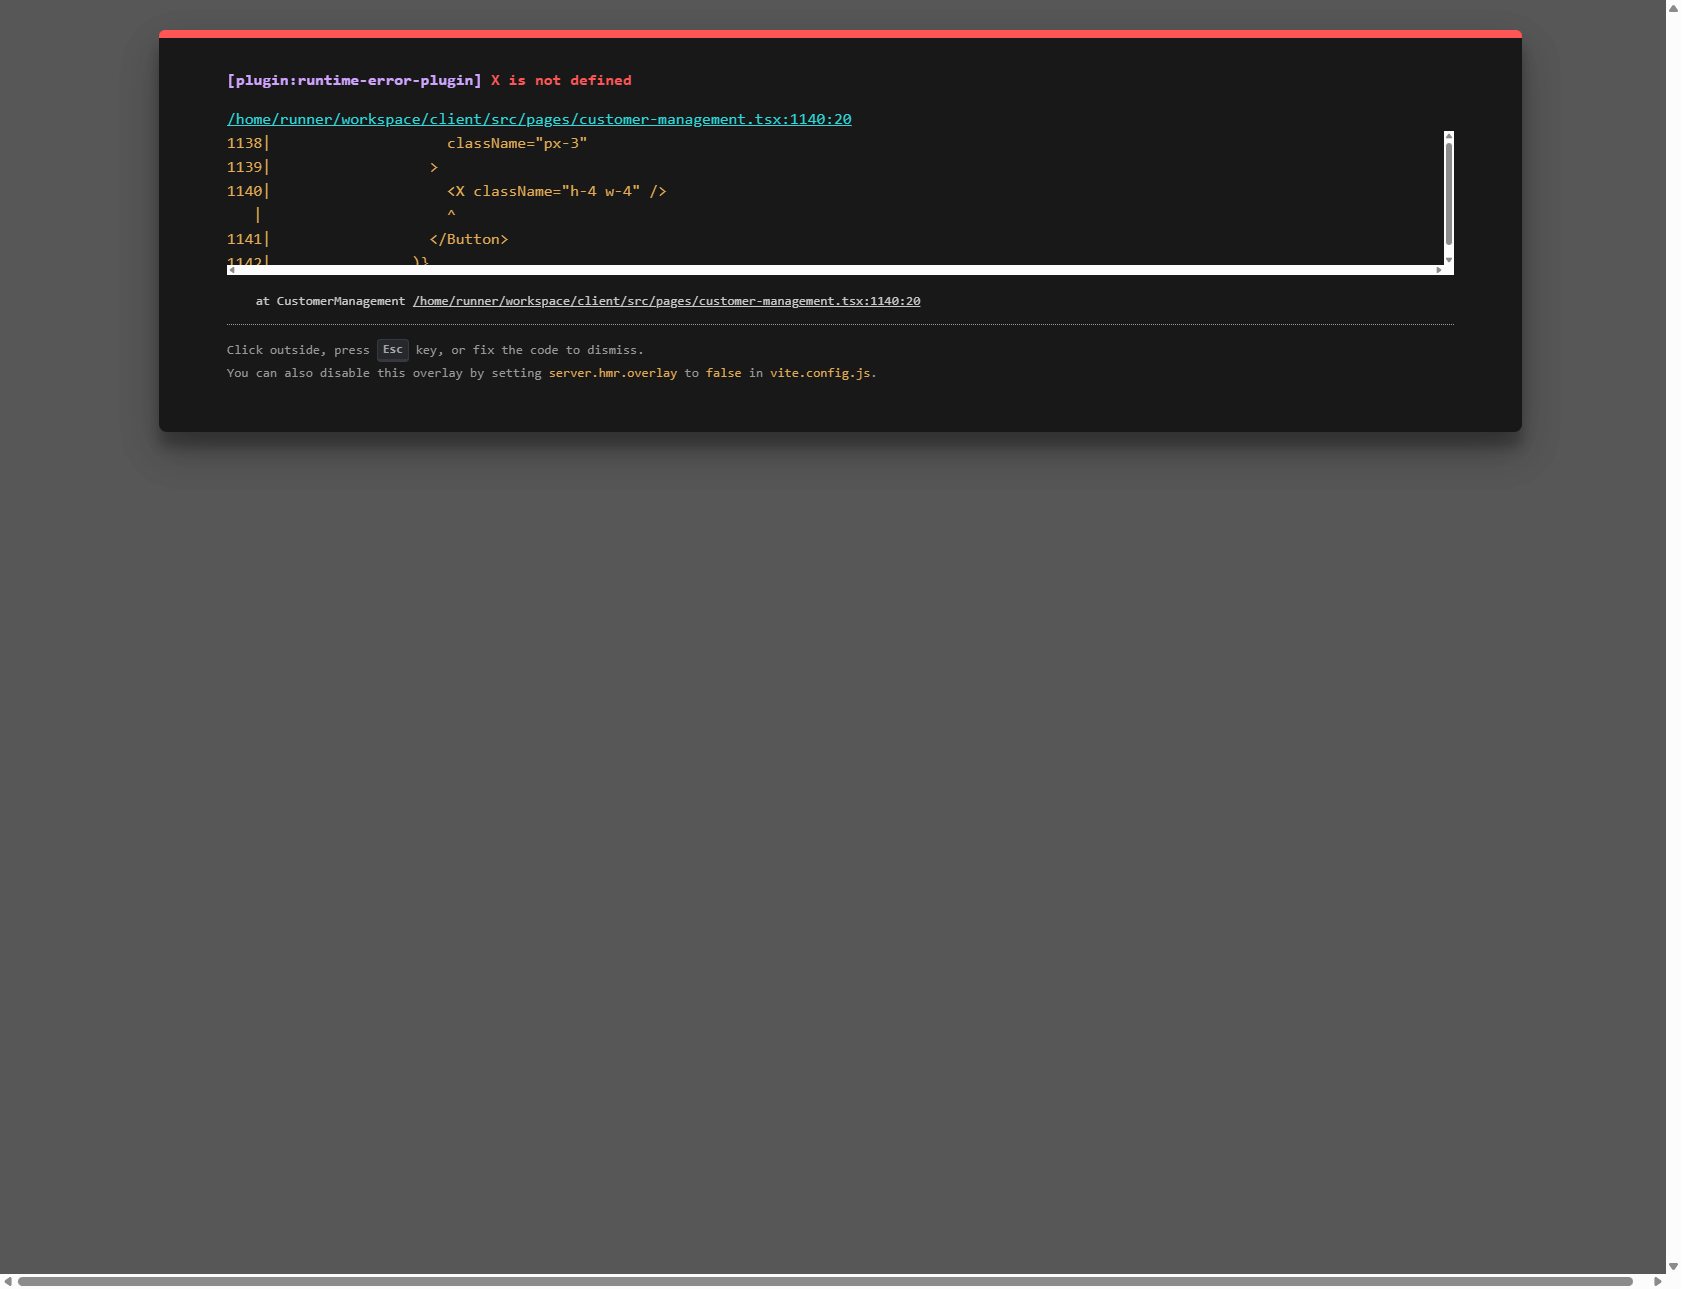 [plugin:runtime-error-plugin] X is not defined
/home/runner/workspace/client/src/pages/customer-management.tsx:1140:20
1138|                    className="px-3"
1139|                  >
1140|                    <X className="h-4 w-4" />
   |                     ^
1141|                  </Button>
1142|                )}
at CustomerManagement /home/runner/workspace/client/src/pages/customer-management.tsx:1140:20
Click outside, press Esc key, or fix the code to dismiss.
You can also disable this overlay by setting server.hmr.overlay to false in vite.config.js.